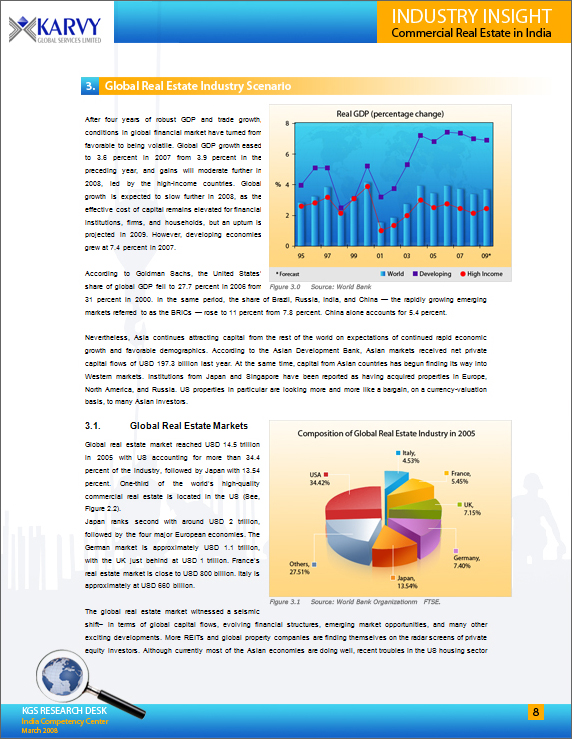 KARVY
GLOBAL SERVICES LIMITED
INDUSTRY INSIGHT
Commercial Real Estate in India
3. Global Real Estate Industry Scenario
After four years of robust GDP and trade growth,
conditions in global financial market have turned from
favorable to being volatile. Global GDP growth eased
to 3.6 percent in 2007 from 3.9 percent in the
preceding year, and gains will moderate further in
2008, led by the high-income countries. Global
growth is expected to slow further in 2008, as the
effective cost of capital remains elevated for financial
institutions, firms, and households, but an upturn is
projected in 2009. However, developing economies
grew at 7.4 percent in 2007.
Real GDP (percentage change)
8
6
% 4
2
0
95 97 99 01 03 05 07 09*
* Forecast World Developing High Income
Figure 3.0 Source: World Bank
According to Goldman Sachs, the United States'
share of global GDP fell to 27.7 percent in 2006 from
31 percent in 2000. In the same period, the share of Brazil, Russia, India, and China — the rapidly growing emerging
markets referred to as the BRICs — rose to 11 percent from 7.8 percent. China alone accounts for 5.4 percent.
Nevertheless, Asia continues attracting capital from the rest of the world on expectations of continued rapid economic
growth and favorable demographics. According to the Asian Development Bank, Asian markets received net private
capital flows of USD 197.3 billion last year. At the same time, capital from Asian countries has begun finding its way into
Western markets. Institutions from Japan and Singapore have been reported as having acquired properties in Europe,
North America, and Russia. US properties in particular are looking more and more like a bargain, on a currency-valuation
basis, to many Asian investors.
3.1. Global Real Estate Markets
Global real estate market reached USD 14.5 trillion
in 2005 with US accounting for more than 34.4
percent of the industry, followed by Japan with 13.54
percent. One-third of the world's high-quality
commercial real estate is located in the US (See,
Figure 2.2).
Japan ranks second with around USD 2 trillion,
followed by the four major European economies. The
German market is approximately USD 1.1 trillion,
with the UK just behind at USD 1 trillion. France's
real estate market is close to USD 800 billion. Italy is
approximately at USD 660 billion.
Composition of Global Real Estate Industry in 2005
Italy,
4.53%
France,
5.45%
UK,
7.15%
Germany,
7.40%
Japan,
13.54%
Others,
27.51%
USA
34.42%
Figure 3.1 Source: World Bank Organizationm FTSE.
The global real estate market witnessed a seismic
shift– in terms of global capital flows, evolving financial structures, emerging market opportunities, and many other
exciting developments. More REITs and global property companies are finding themselves on the radar screens of private
equity investors. Although currently most of the Asian economies are doing well, recent troubles in the US housing sector
KGS RESEARCH DESK
India Competency Center
March 2008
8